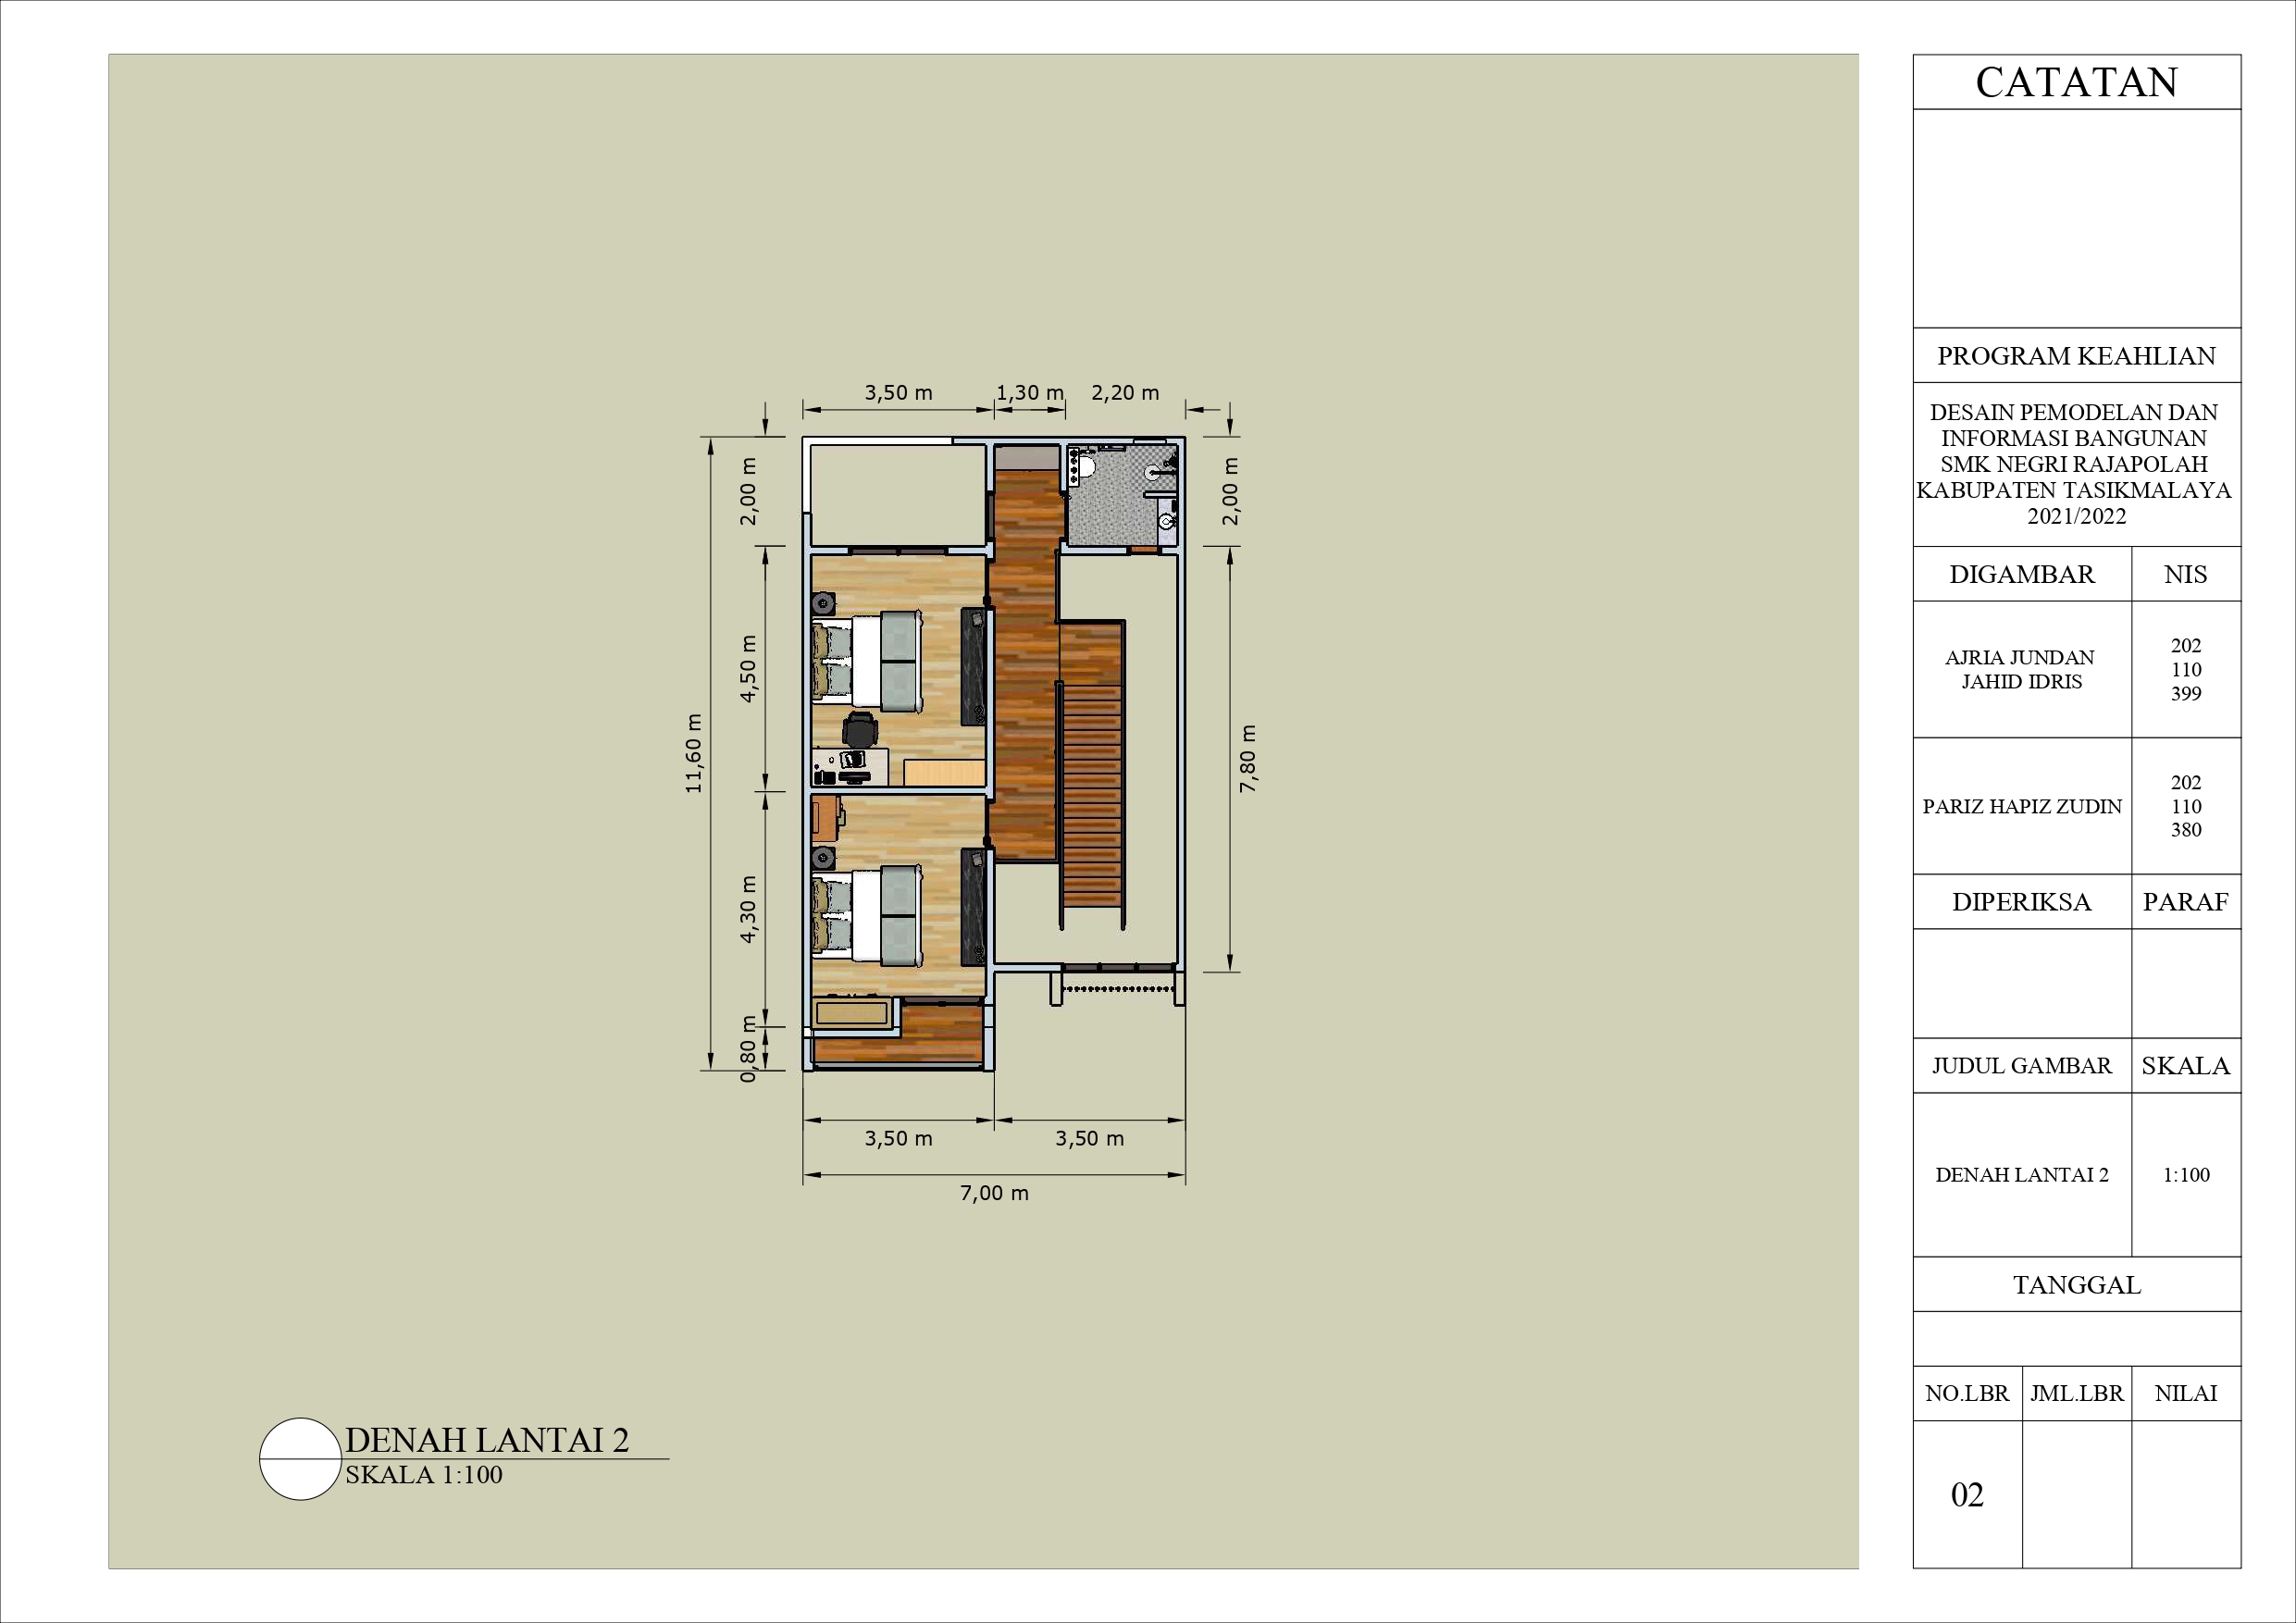 3,50 m
1,30 m
2,20 m
2,00 m
2,00 m
4,50 m
11,60 m
7,80 m
4,30 m
0,80 m
3,50 m
3,50 m
7,00 m
DENAH LANTAI 2
SKALA 1:100
CATATAN
PROGRAM KEAHLIAN
DESAIN PEMODELAN DAN
INFORMASI BANGUNAN
SMK NEGRI RAJAPOLAH
KABUPATEN TASIKMALAYA
2021/2022
DIGAMBAR
NIS
AJRIA JUNDAN
JAHID IDRIS
202
110
399
PARIZ HAPIZ ZUDIN
202
110
380
DIPERIKSA
PARAF
JUDUL GAMBAR
SKALA
DENAH LANTAI 2
1:100
TANGGAL
NO.LBR
JML.LBR
NILAI
02